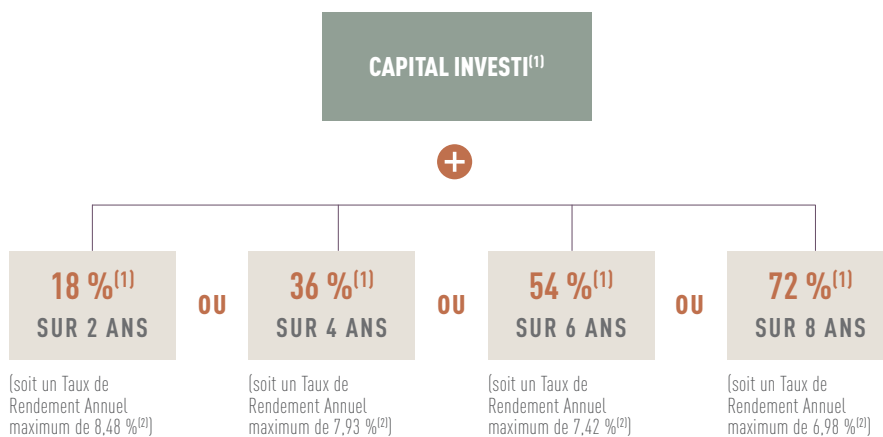 CAPITAL INVESTI(1)
+
18 %(1)
SUR 2 ANS
(soit un Taux de
Rendement Annuel
maximum de 8,48 %(2))
OU
36 %(1)
SUR 4 ANS
(soit un Taux de
Rendement Annuel
maximum de 7,93 %(2))
OU
54 %(1)
SUR 6 ANS
(soit un Taux de
Rendement Annuel
maximum de 7,42 %(2))
OU
72 %(1)
SUR 8 ANS
(soit un Taux de
Rendement Annuel
maximum de 6,98 %(2))